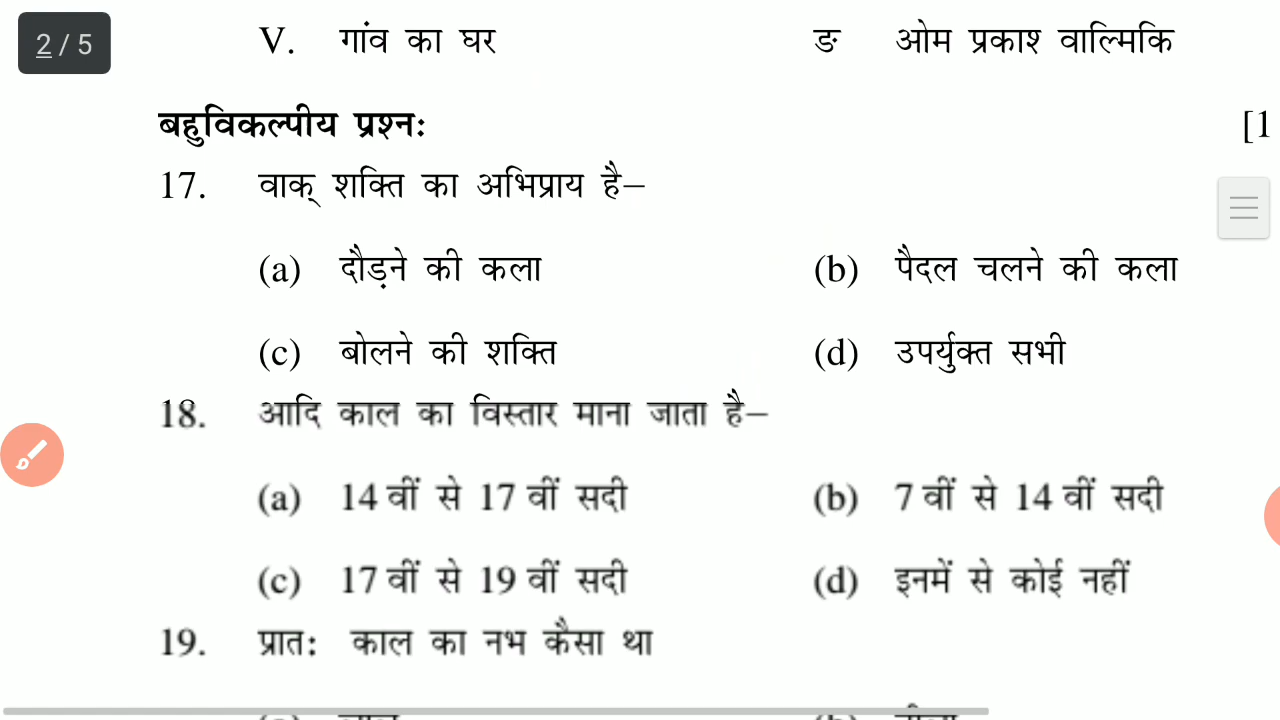 2 / 5
V. गांव का घर ङ ओम प्रकाश वाल्मिकि
बहुविकल्पीय प्रश्नः [1
17. वाक् शक्ति का अभिप्राय है–
(a) दौड़ने की कला (b) पैदल चलने की कला
(c) बोलने की शक्ति (d) उपर्युक्त सभी
18. आदि काल का विस्तार माना जाता है–
(a) 14 वीं से 17 वीं सदी (b) 7 वीं से 14 वीं सदी
(c) 17 वीं से 19 वीं सदी (d) इनमें से कोई नहीं
19. प्रात: काल का नभ कैसा था